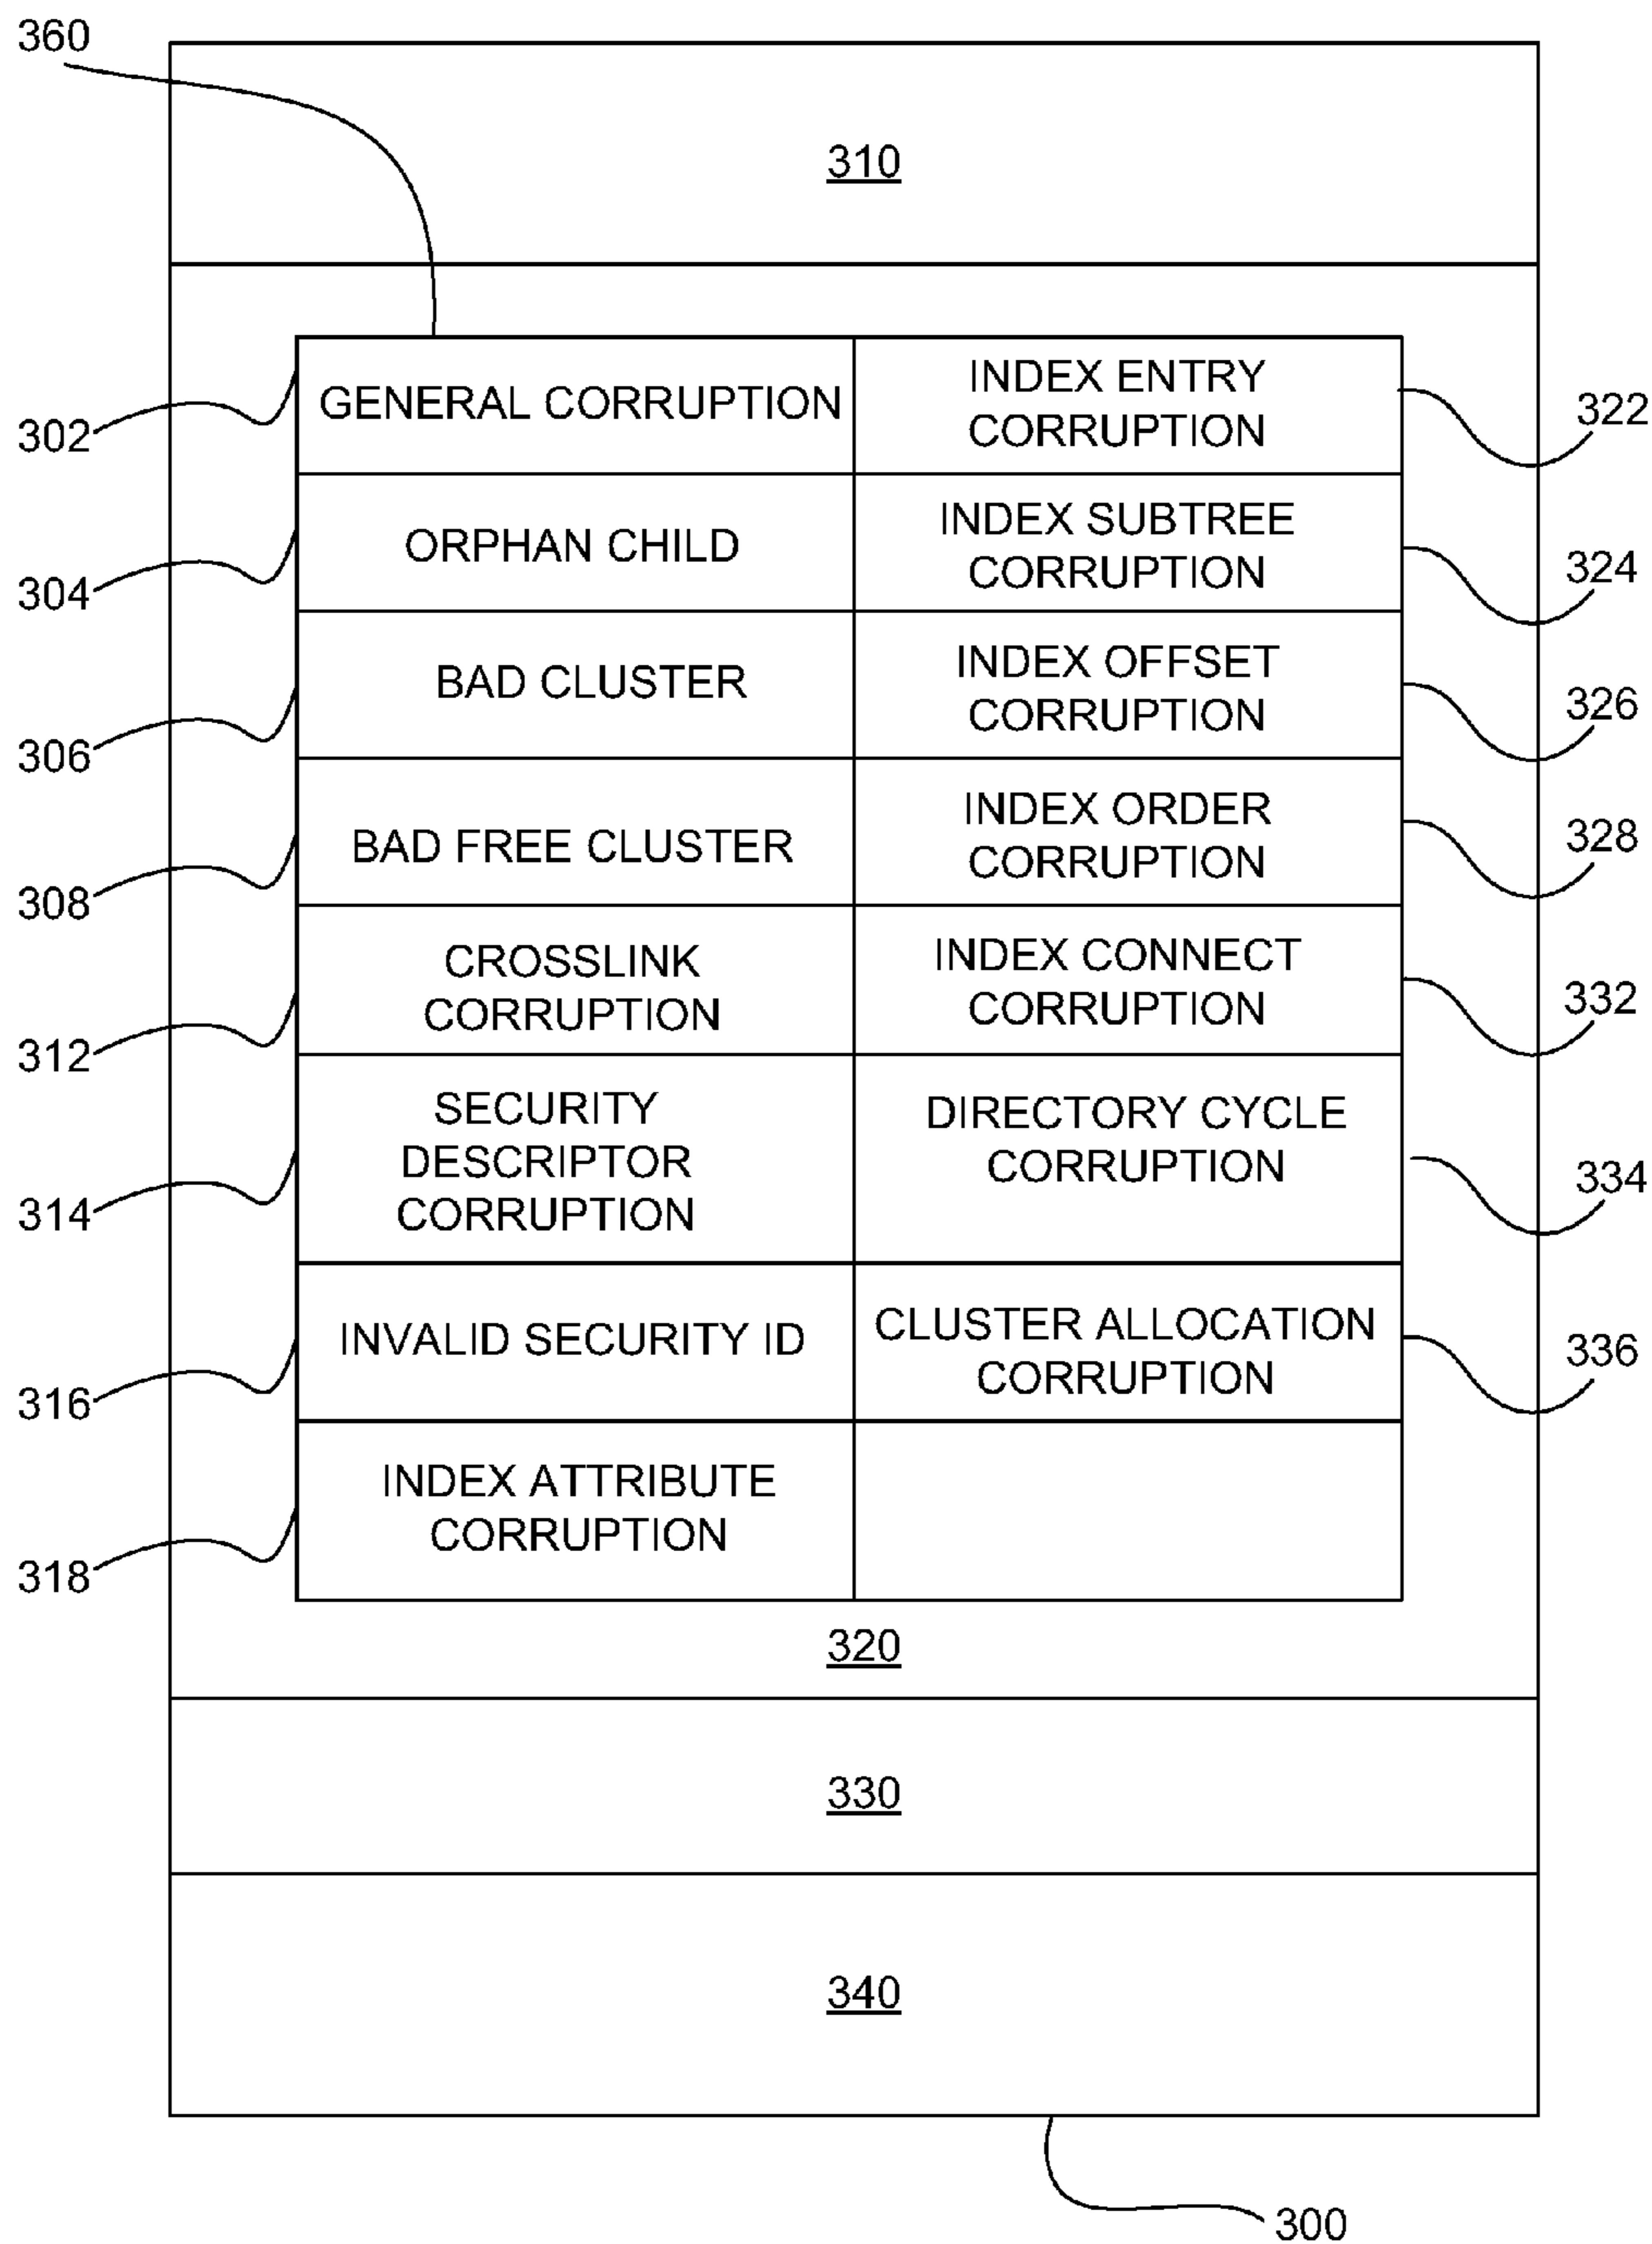 360
310
GENERAL CORRUPTION
INDEX ENTRY
CORRUPTION
302
322
ORPHAN CHILD
INDEX SUBTREE
CORRUPTION
304
324
BAD CLUSTER
INDEX OFFSET
CORRUPTION
306
326
BAD FREE CLUSTER
INDEX ORDER
CORRUPTION
308
328
CROSSLINK
CORRUPTION
INDEX CONNECT
CORRUPTION
312
332
SECURITY
DESCRIPTOR
CORRUPTION
DIRECTORY CYCLE
CORRUPTION
314
334
INVALID SECURITY ID
CLUSTER ALLOCATION
CORRUPTION
316
336
INDEX ATTRIBUTE
CORRUPTION
318
320
330
340
300